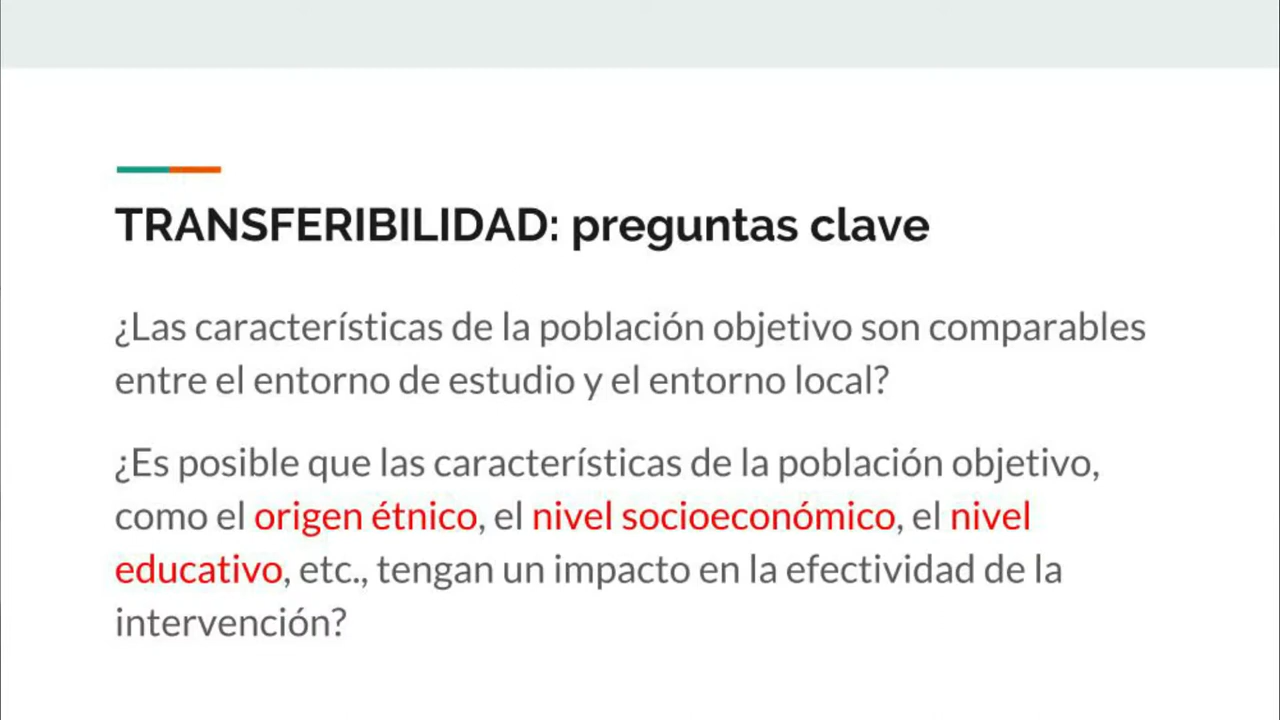 TRANSFERIBILIDAD: preguntas clave
¿Las características de la población objetivo son comparables
entre el entorno de estudio y el entorno local?
¿Es posible que las características de la población objetivo,
como el origen étnico, el nivel socioeconómico, el nivel
educativo, etc., tengan un impacto en la efectividad de la
intervención?